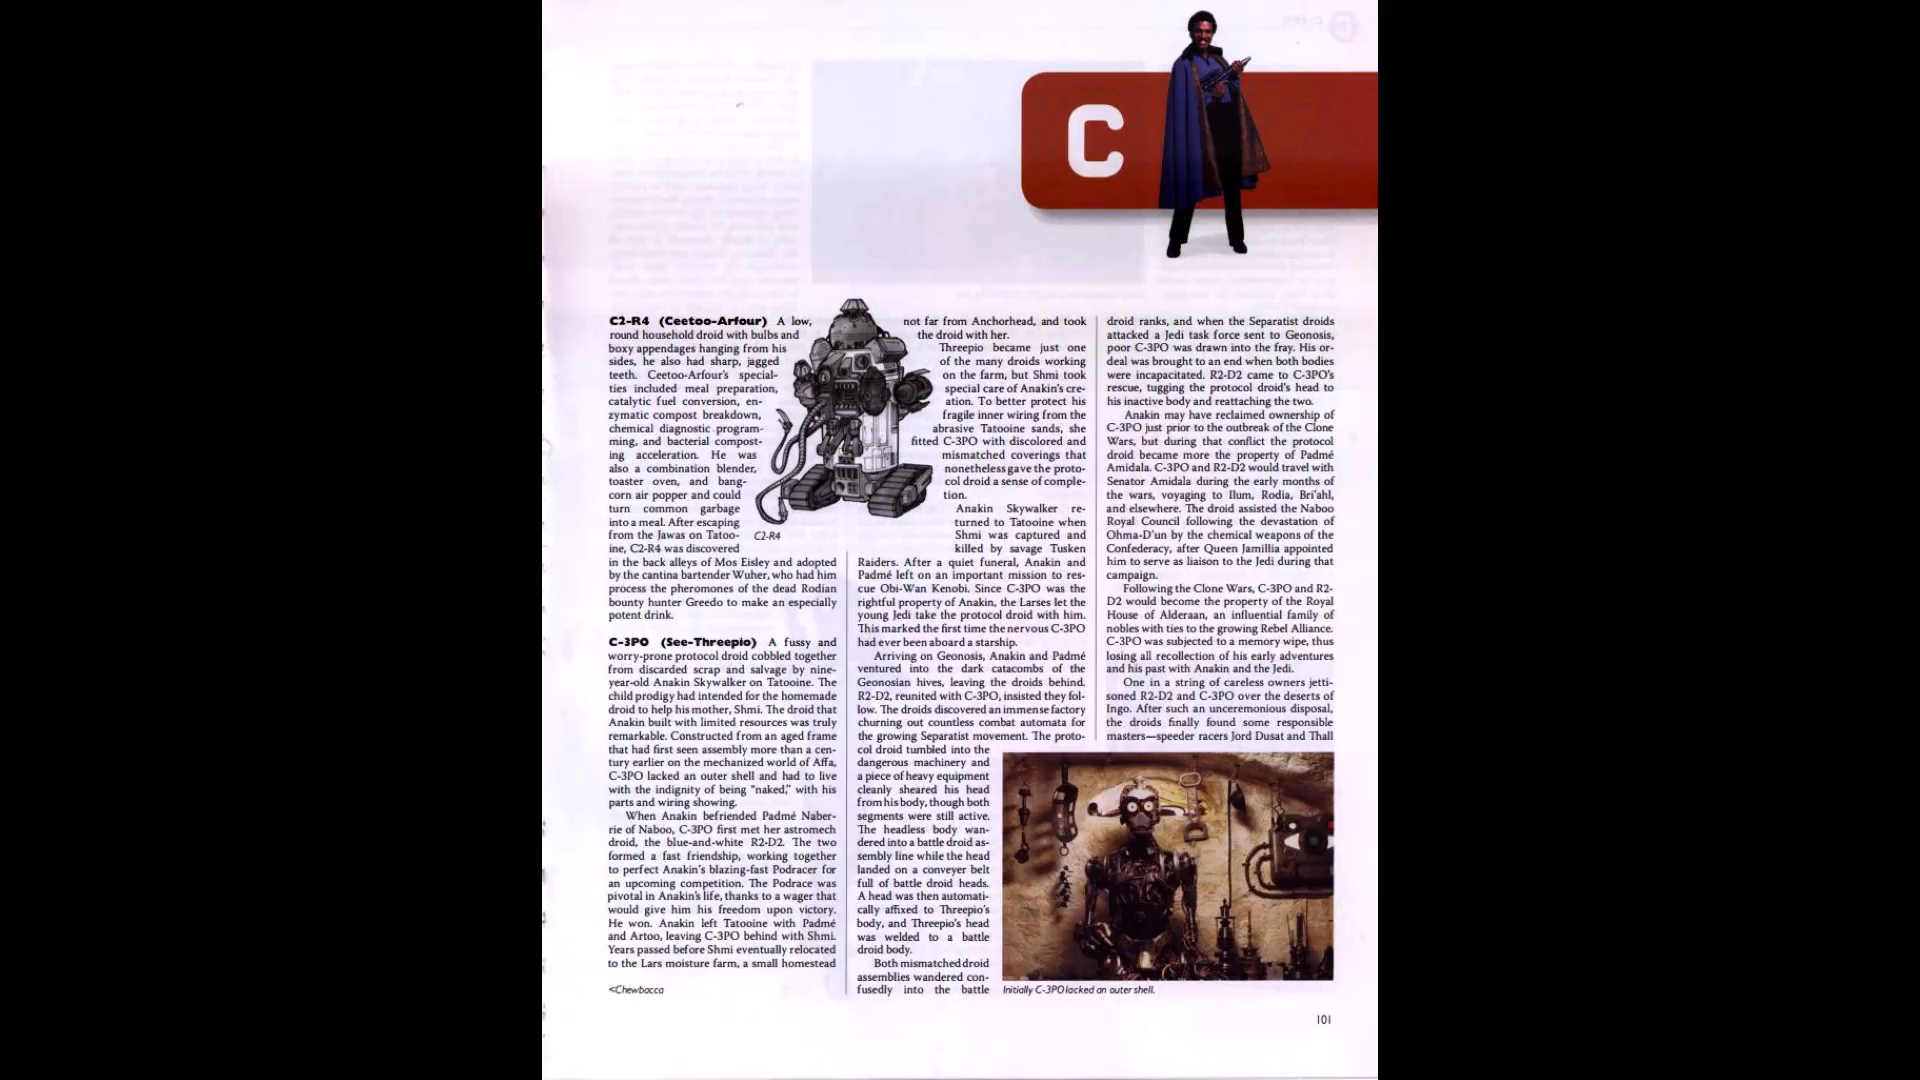 C
C2-R4 (Ceetoo-Arfour) A low,
round household droid with bulbs and
boxy appendages hanging from his
sides, he also had sharp, jagged
teeth. Ceetoo-Arfour's special-
ties included meal preparation,
catalytic fuel conversion, en-
zymatic compost breakdown,
chemical diagnostic program-
ming, and bacterial compost-
ing acceleration. He was
also a combination blender,
toaster oven, and bang-
corn air popper and could
turn common garbage
into a meal. After escaping
from the Jawas on Tatoo-
ine, C2-R4 was discovered
in the back alleys of Mos Eisley and adopted
by the cantina bartender Wuher, who had him
process the pheromones of the dead Rodian
bounty hunter Greedo to make an especially
potent drink.
C-3PO (See-Threepio) A fussy and
worry-prone protocol droid cobbled together
from discarded scrap and salvage by nine-
year-old Anakin Skywalker on Tatooine. The
child prodigy had intended for the homemade
droid to help his mother, Shmi. The droid that
Anakin built with limited resources was truly
remarkable. Constructed from an aged frame
that had first seen assembly more than a cen-
tury earlier on the mechanized world of Affa,
C-3PO lacked an outer shell and had to live
with the indignity of being "naked," with his
parts and wiring showing.
When Anakin befriended Padmé Naber-
rie of Naboo, C-3PO first met her astromech
droid, the blue-and-white R2-D2. The two
formed a fast friendship, working together
to perfect Anakin's blazing-fast Podracer for
an upcoming competition. The Podrace was
pivotal in Anakin's life, thanks to a wager that
would give him his freedom upon victory.
He won. Anakin left Tatooine with Padmé
and Artoo, leaving C-3PO behind with Shmi.
Years passed before Shmi eventually relocated
to the Lars moisture farm, a small homestead
<Chewbacca
C2-R4
not far from Anchorhead, and took
the droid with her.
Threepio became just one
of the many droids working
on the farm, but Shmi took
special care of Anakin's cre-
ation. To better protect his
fragile inner wiring from the
abrasive Tatooine sands, she
fitted C-3PO with discolored and
mismatched coverings that
nonetheless gave the proto-
col droid a sense of comple-
tion.
Anakin Skywalker re-
turned to Tatooine when
Shmi was captured and
killed by savage Tusken
Raiders. After a quiet funeral, Anakin and
Padmé left on an important mission to res-
cue Obi-Wan Kenobi. Since C-3PO was the
rightful property of Anakin, the Larses let the
young Jedi take the protocol droid with him.
This marked the first time the nervous C-3PO
had ever been aboard a starship.
Arriving on Geonosis, Anakin and Padmé
ventured into the dark catacombs of the
Geonosian hives, leaving the droids behind.
R2-D2, reunited with C-3PO, insisted they fol-
low. The droids discovered an immense factory
churning out countless combat automata for
the growing Separatist movement. The proto-
col droid tumbled into the
dangerous machinery and
a piece of heavy equipment
cleanly sheared his head
from his body, though both
segments were still active.
The headless body wan-
dered into a battle droid as-
sembly line while the head
landed on a conveyer belt
full of battle droid heads.
A head was then automati-
cally affixed to Threepio's
body, and Threepio's head
was welded to a battle
droid body.
Both mismatched droid
assemblies wandered con-
fusedly into the battle
droid ranks, and when the Separatist droids
attacked a Jedi task force sent to Geonosis,
poor C-3PO was drawn into the fray. His or-
deal was brought to an end when both bodies
were incapacitated. R2-D2 came to C-3PO's
rescue, tugging the protocol droid's head to
his inactive body and reattaching the two.
Anakin may have reclaimed ownership of
C-3PO just prior to the outbreak of the Clone
Wars, but during that conflict the protocol
droid became more the property of Padmé
Amidala. C-3PO and R2-D2 would travel with
Senator Amidala during the early months of
the wars, voyaging to Ilum, Rodia, Bri'ahl,
and elsewhere. The droid assisted the Naboo
Royal Council following the devastation of
Ohma-D'un by the chemical weapons of the
Confederacy, after Queen Jamillia appointed
him to serve as liaison to the Jedi during that
campaign.
Following the Clone Wars, C-3PO and R2-
D2 would become the property of the Royal
House of Alderaan, an influential family of
nobles with ties to the growing Rebel Alliance.
C-3PO was subjected to a memory wipe, thus
losing all recollection of his early adventures
and his past with Anakin and the Jedi.
One in a string of careless owners jetti-
soned R2-D2 and C-3PO over the deserts of
Ingo. After such an unceremonious disposal,
the droids finally found some responsible
masters—speeder racers Jord Dusat and Thall
Initially C-3PO lacked an outer shell.
101